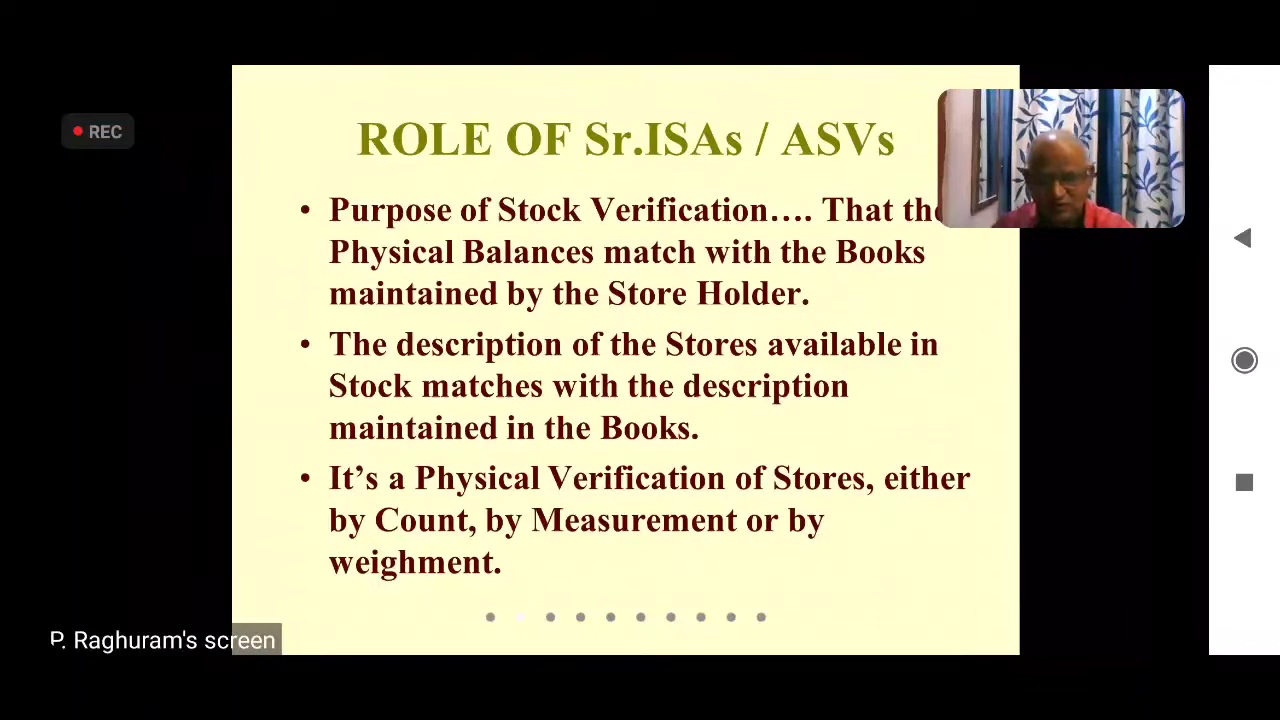 REC
ROLE OF Sr.ISAs / ASVs
• Purpose of Stock Verification…. That the
Physical Balances match with the Books
maintained by the Store Holder.
• The description of the Stores available in
Stock matches with the description
maintained in the Books.
• It’s a Physical Verification of Stores, either
by Count, by Measurement or by
weighment.
P. Raghuram's screen